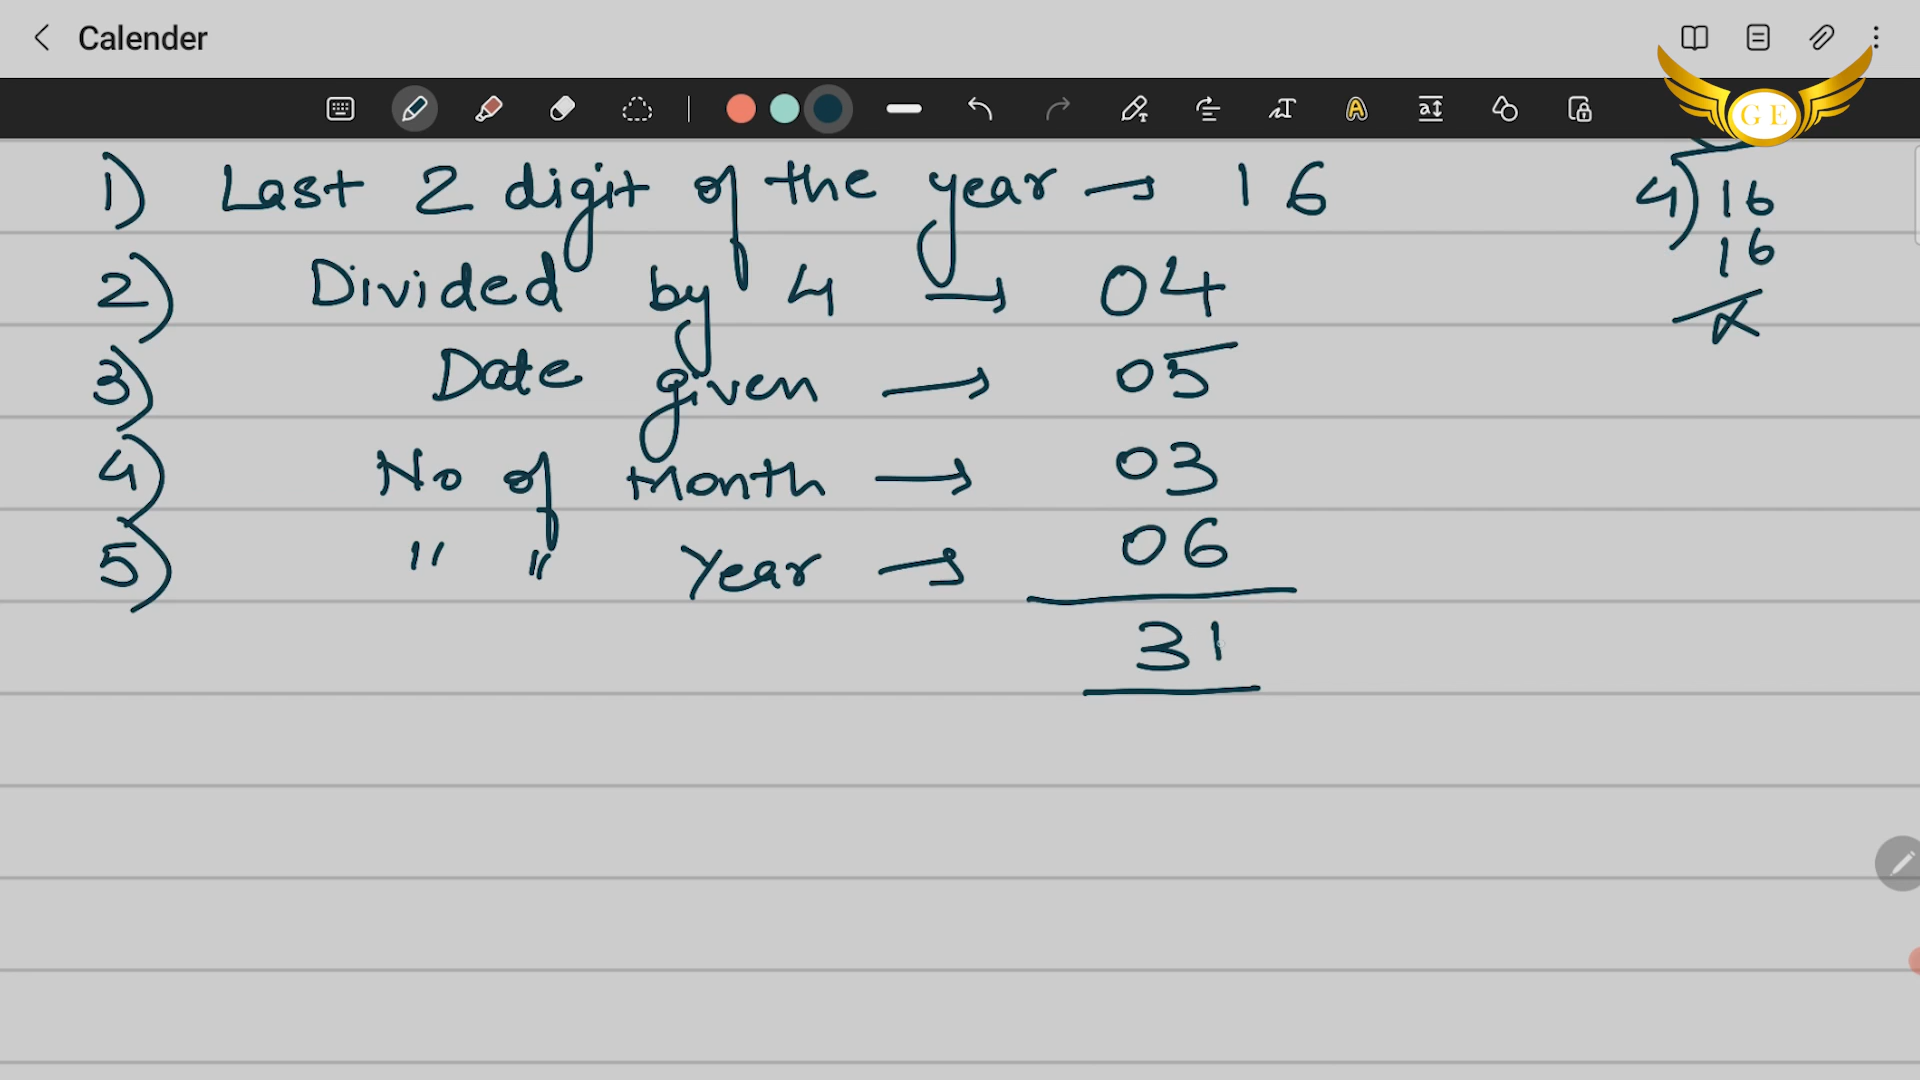 Calender
GE
1) Last 2 digit of the year → 16
2) Divided by 4 → 04
3) Date given → 05
4) No of Month → 03
5) " " Year → 06
31
4)16
16
x